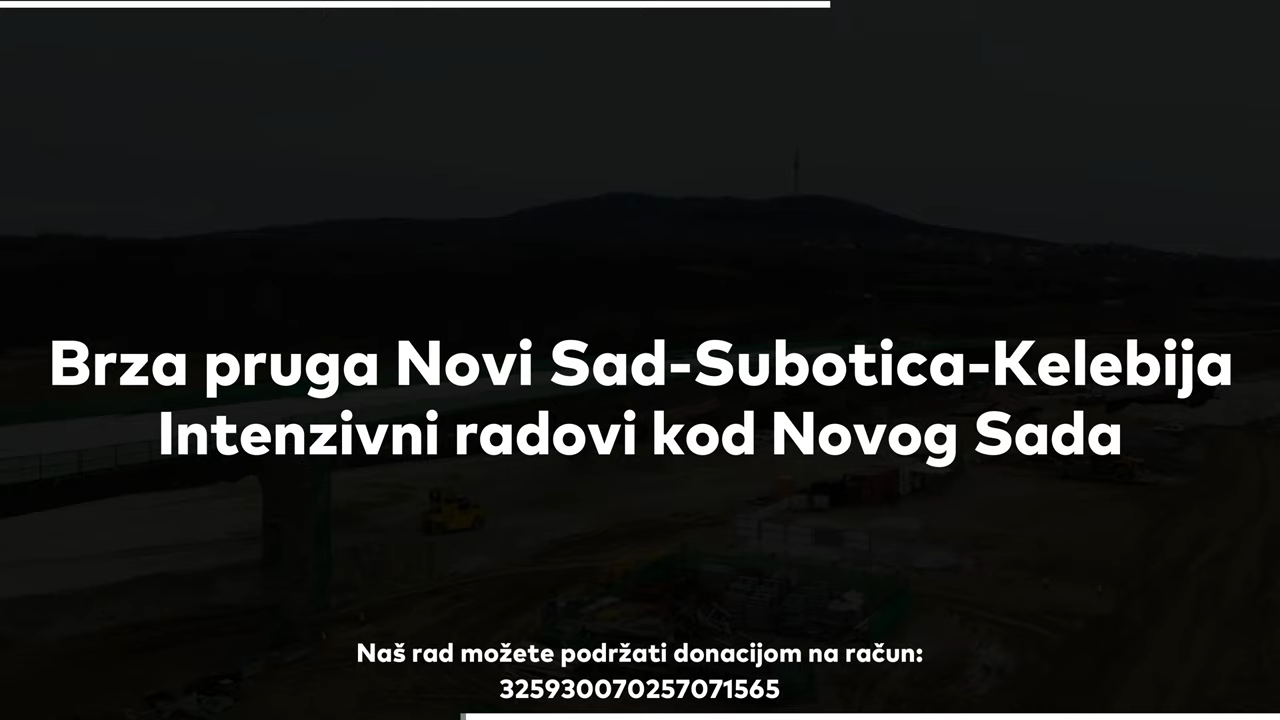 Brza pruga Novi Sad-Subotica-Kelebija
Intenzivni radovi kod Novog Sada
Naš rad možete podržati donacijom na račun:
325930070257071565